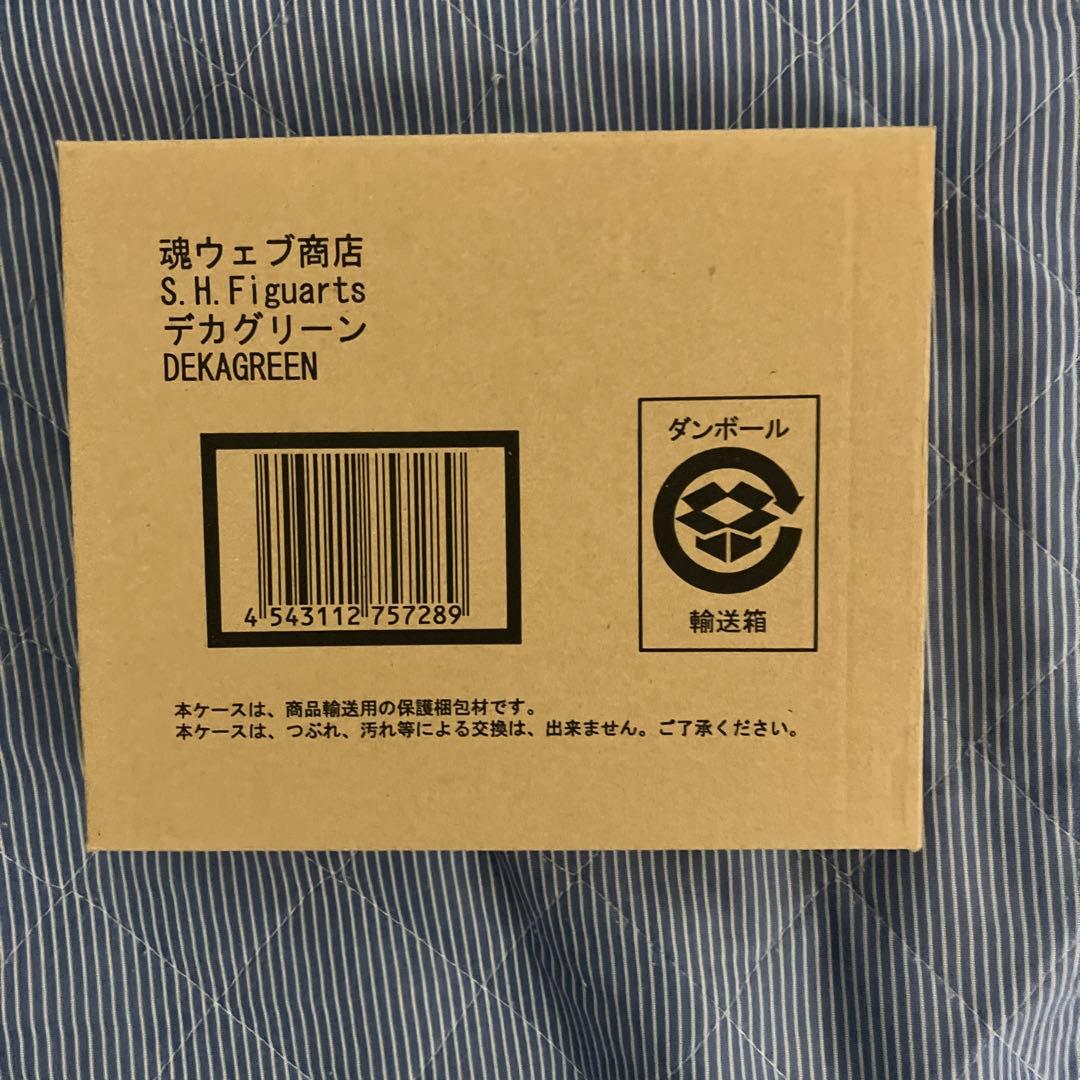 魂ウェブ商店
S.H.Figuarts
デカグリーン
DEKAGREEN
4 543112 757289
ダンボール
輸送箱
本ケースは、商品輸送用の保護梱包材です。
本ケースは、つぶれ、汚れ等による交換は、出来ません。ご了承ください。